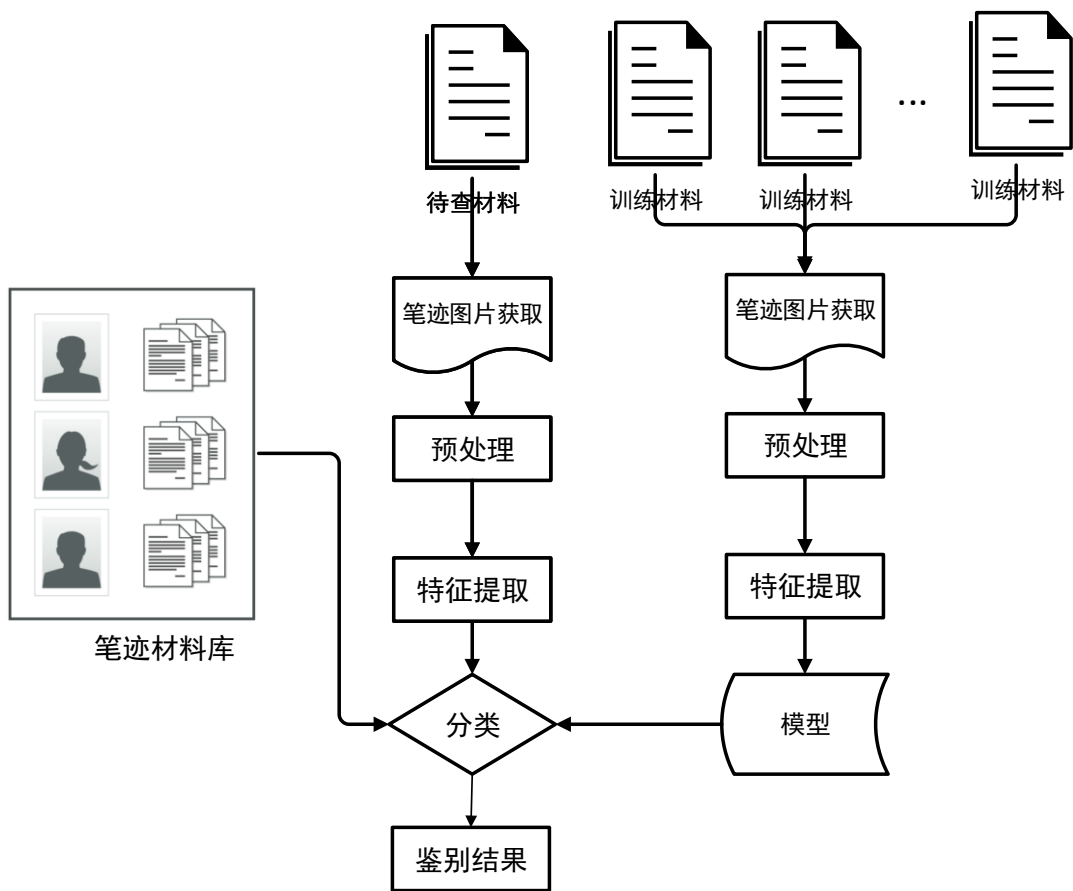 待查材料
训练材料
训练材料
...
训练材料
笔迹图片获取
笔迹图片获取
预处理
预处理
特征提取
特征提取
笔迹材料库
分类
模型
鉴别结果